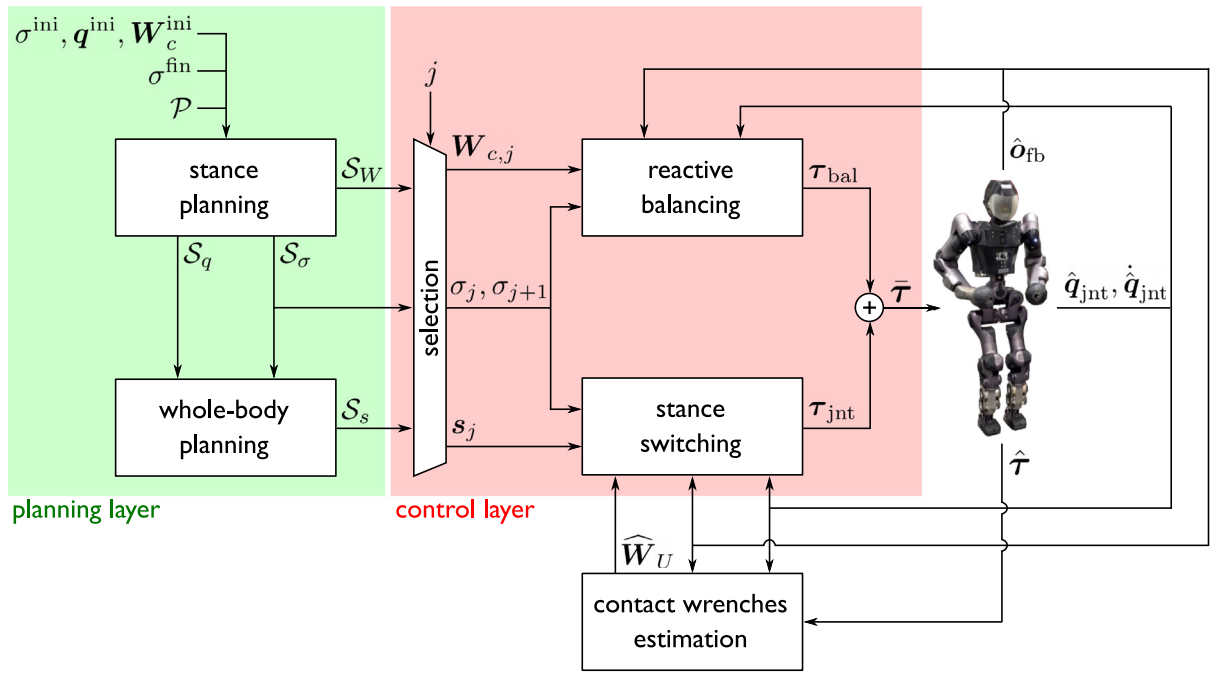 σ^ini, q^ini, W_c^ini
σ^fin
𝒫
j
stance
planning
𝒮_W
𝒮_q
𝒮_σ
whole-body
planning
𝒮_s
planning layer
selection
W_{c,j}
σ_j, σ_{j+1}
s_j
reactive
balancing
τ_bal
+
τ̄
stance
switching
τ_jnt
control layer
ô_fb
q̂_jnt, q̂̇_jnt
τ̂
Ŵ_U
contact wrenches
estimation